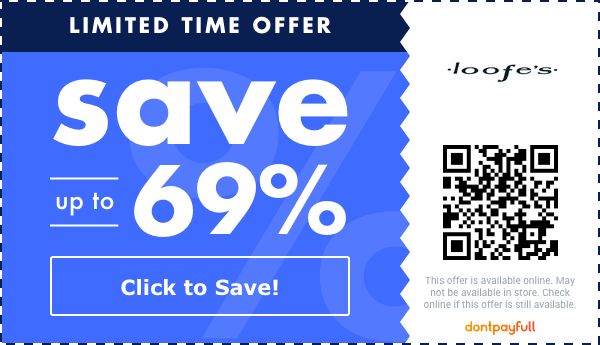 LIMITED TIME OFFER
save
up to 69%
Click to Save!
·loofe's·
This offer is available online. May
not be available in store. Check
online if this offer is still available.
dontpayfull